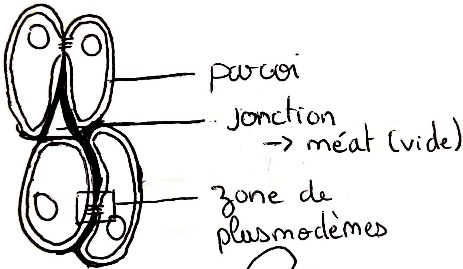 paroi
jonction
→ méat (vide)
zone de
plasmodèmes